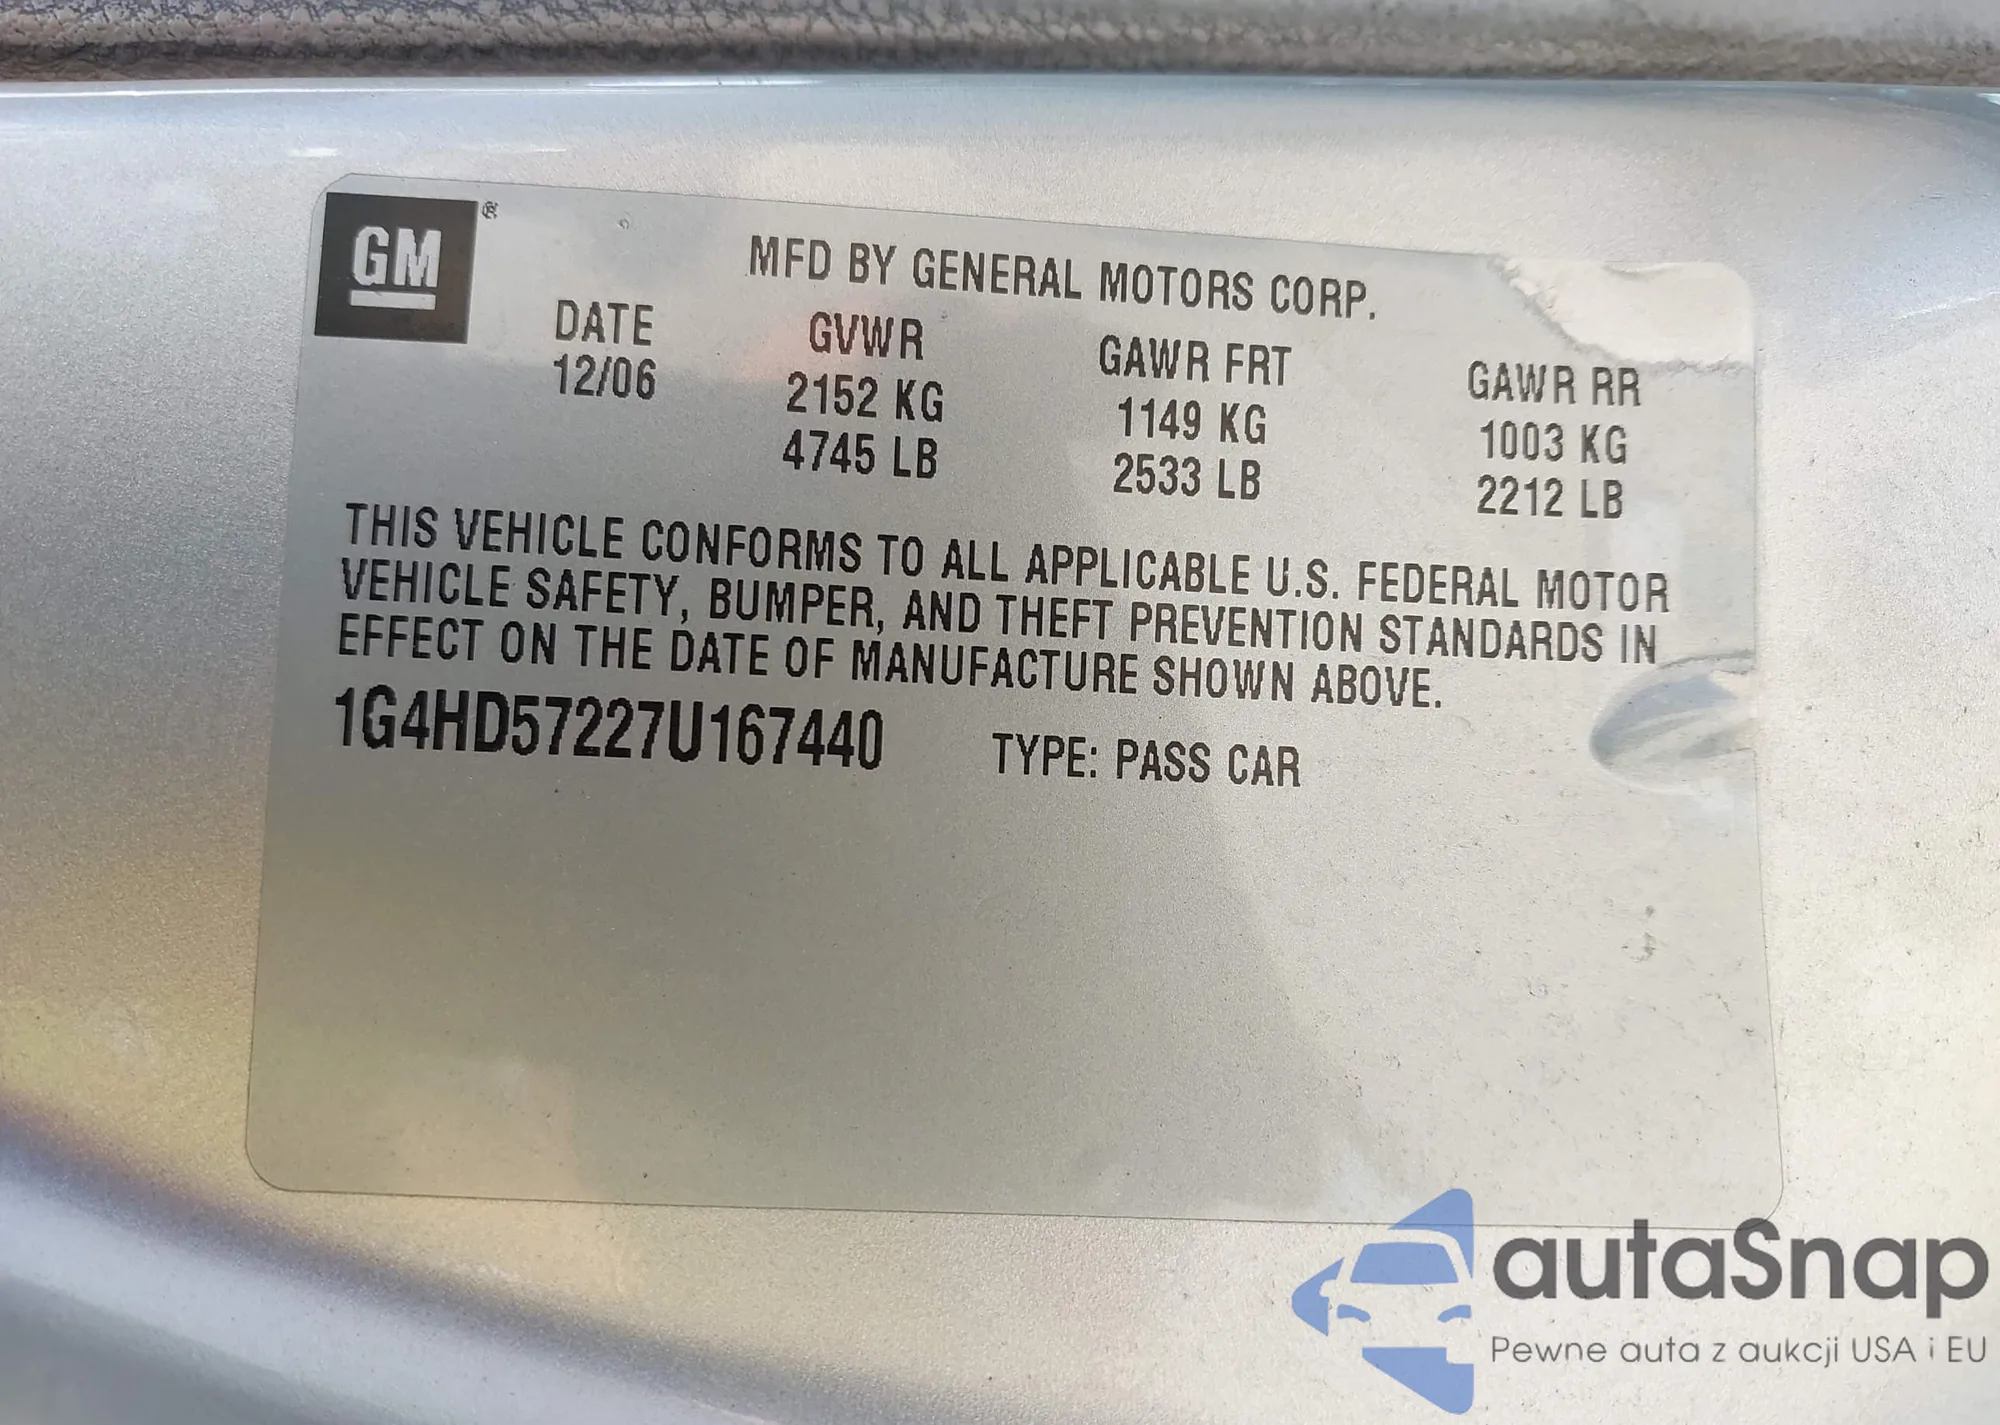 GM ®
MFD BY GENERAL MOTORS CORP.
DATE GVWR GAWR FRT GAWR RR
12/06 2152 KG 1149 KG 1003 KG
4745 LB 2533 LB 2212 LB
THIS VEHICLE CONFORMS TO ALL APPLICABLE U.S. FEDERAL MOTOR
VEHICLE SAFETY, BUMPER, AND THEFT PREVENTION STANDARDS IN
EFFECT ON THE DATE OF MANUFACTURE SHOWN ABOVE.
1G4HD57227U167440 TYPE: PASS CAR
autaSnap
Pewne auta z aukcji USA i EU